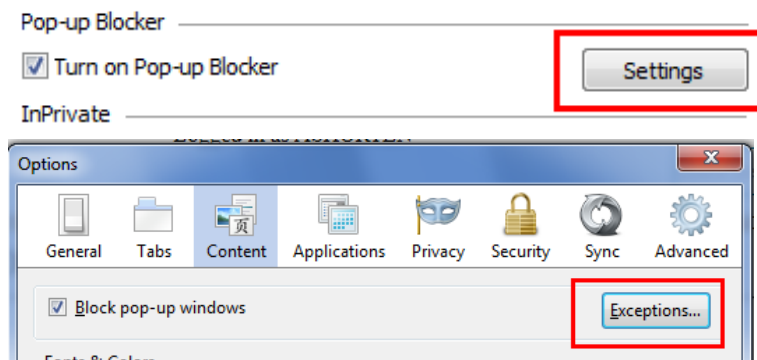 Pop-up Blocker
Turn on Pop-up Blocker Settings
InPrivate
Options
页
General Tabs Content Applications Privacy Security Sync Advanced
Block pop-up windows Exceptions...